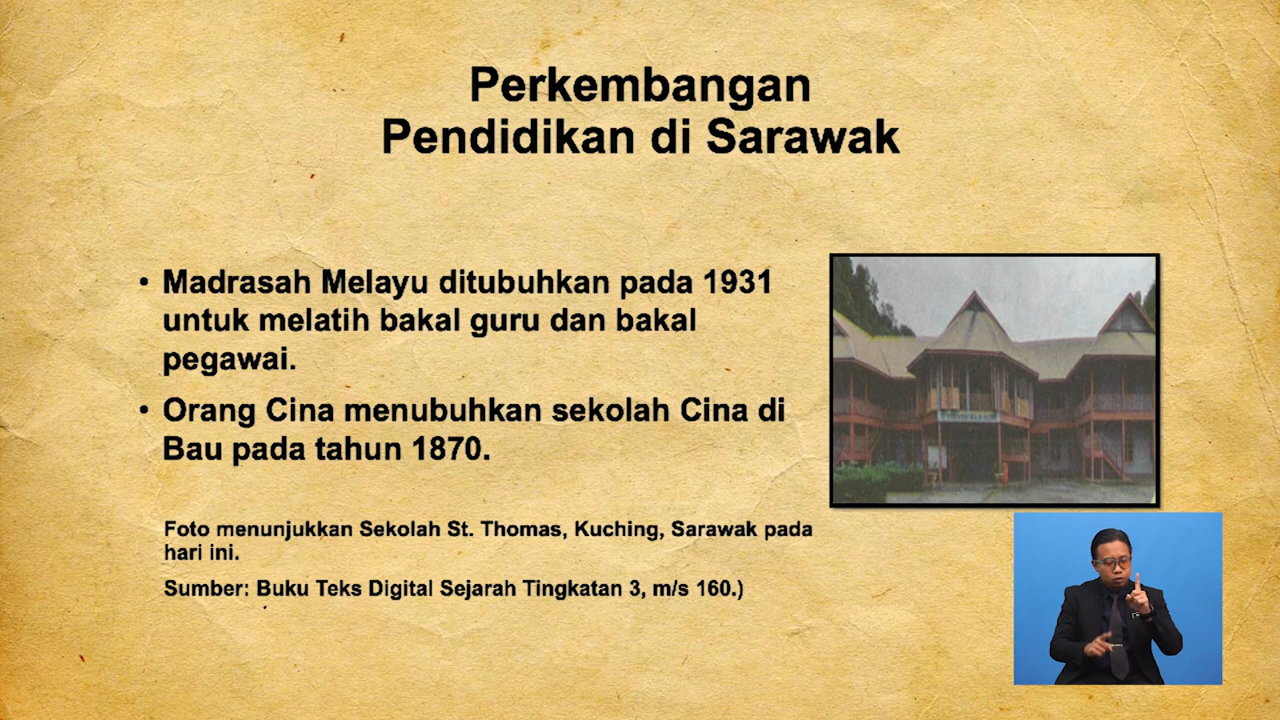 Perkembangan
Pendidikan di Sarawak
• Madrasah Melayu ditubuhkan pada 1931
untuk melatih bakal guru dan bakal
pegawai.
• Orang Cina menubuhkan sekolah Cina di
Bau pada tahun 1870.
Foto menunjukkan Sekolah St. Thomas, Kuching, Sarawak pada
hari ini.
Sumber: Buku Teks Digital Sejarah Tingkatan 3, m/s 160.)